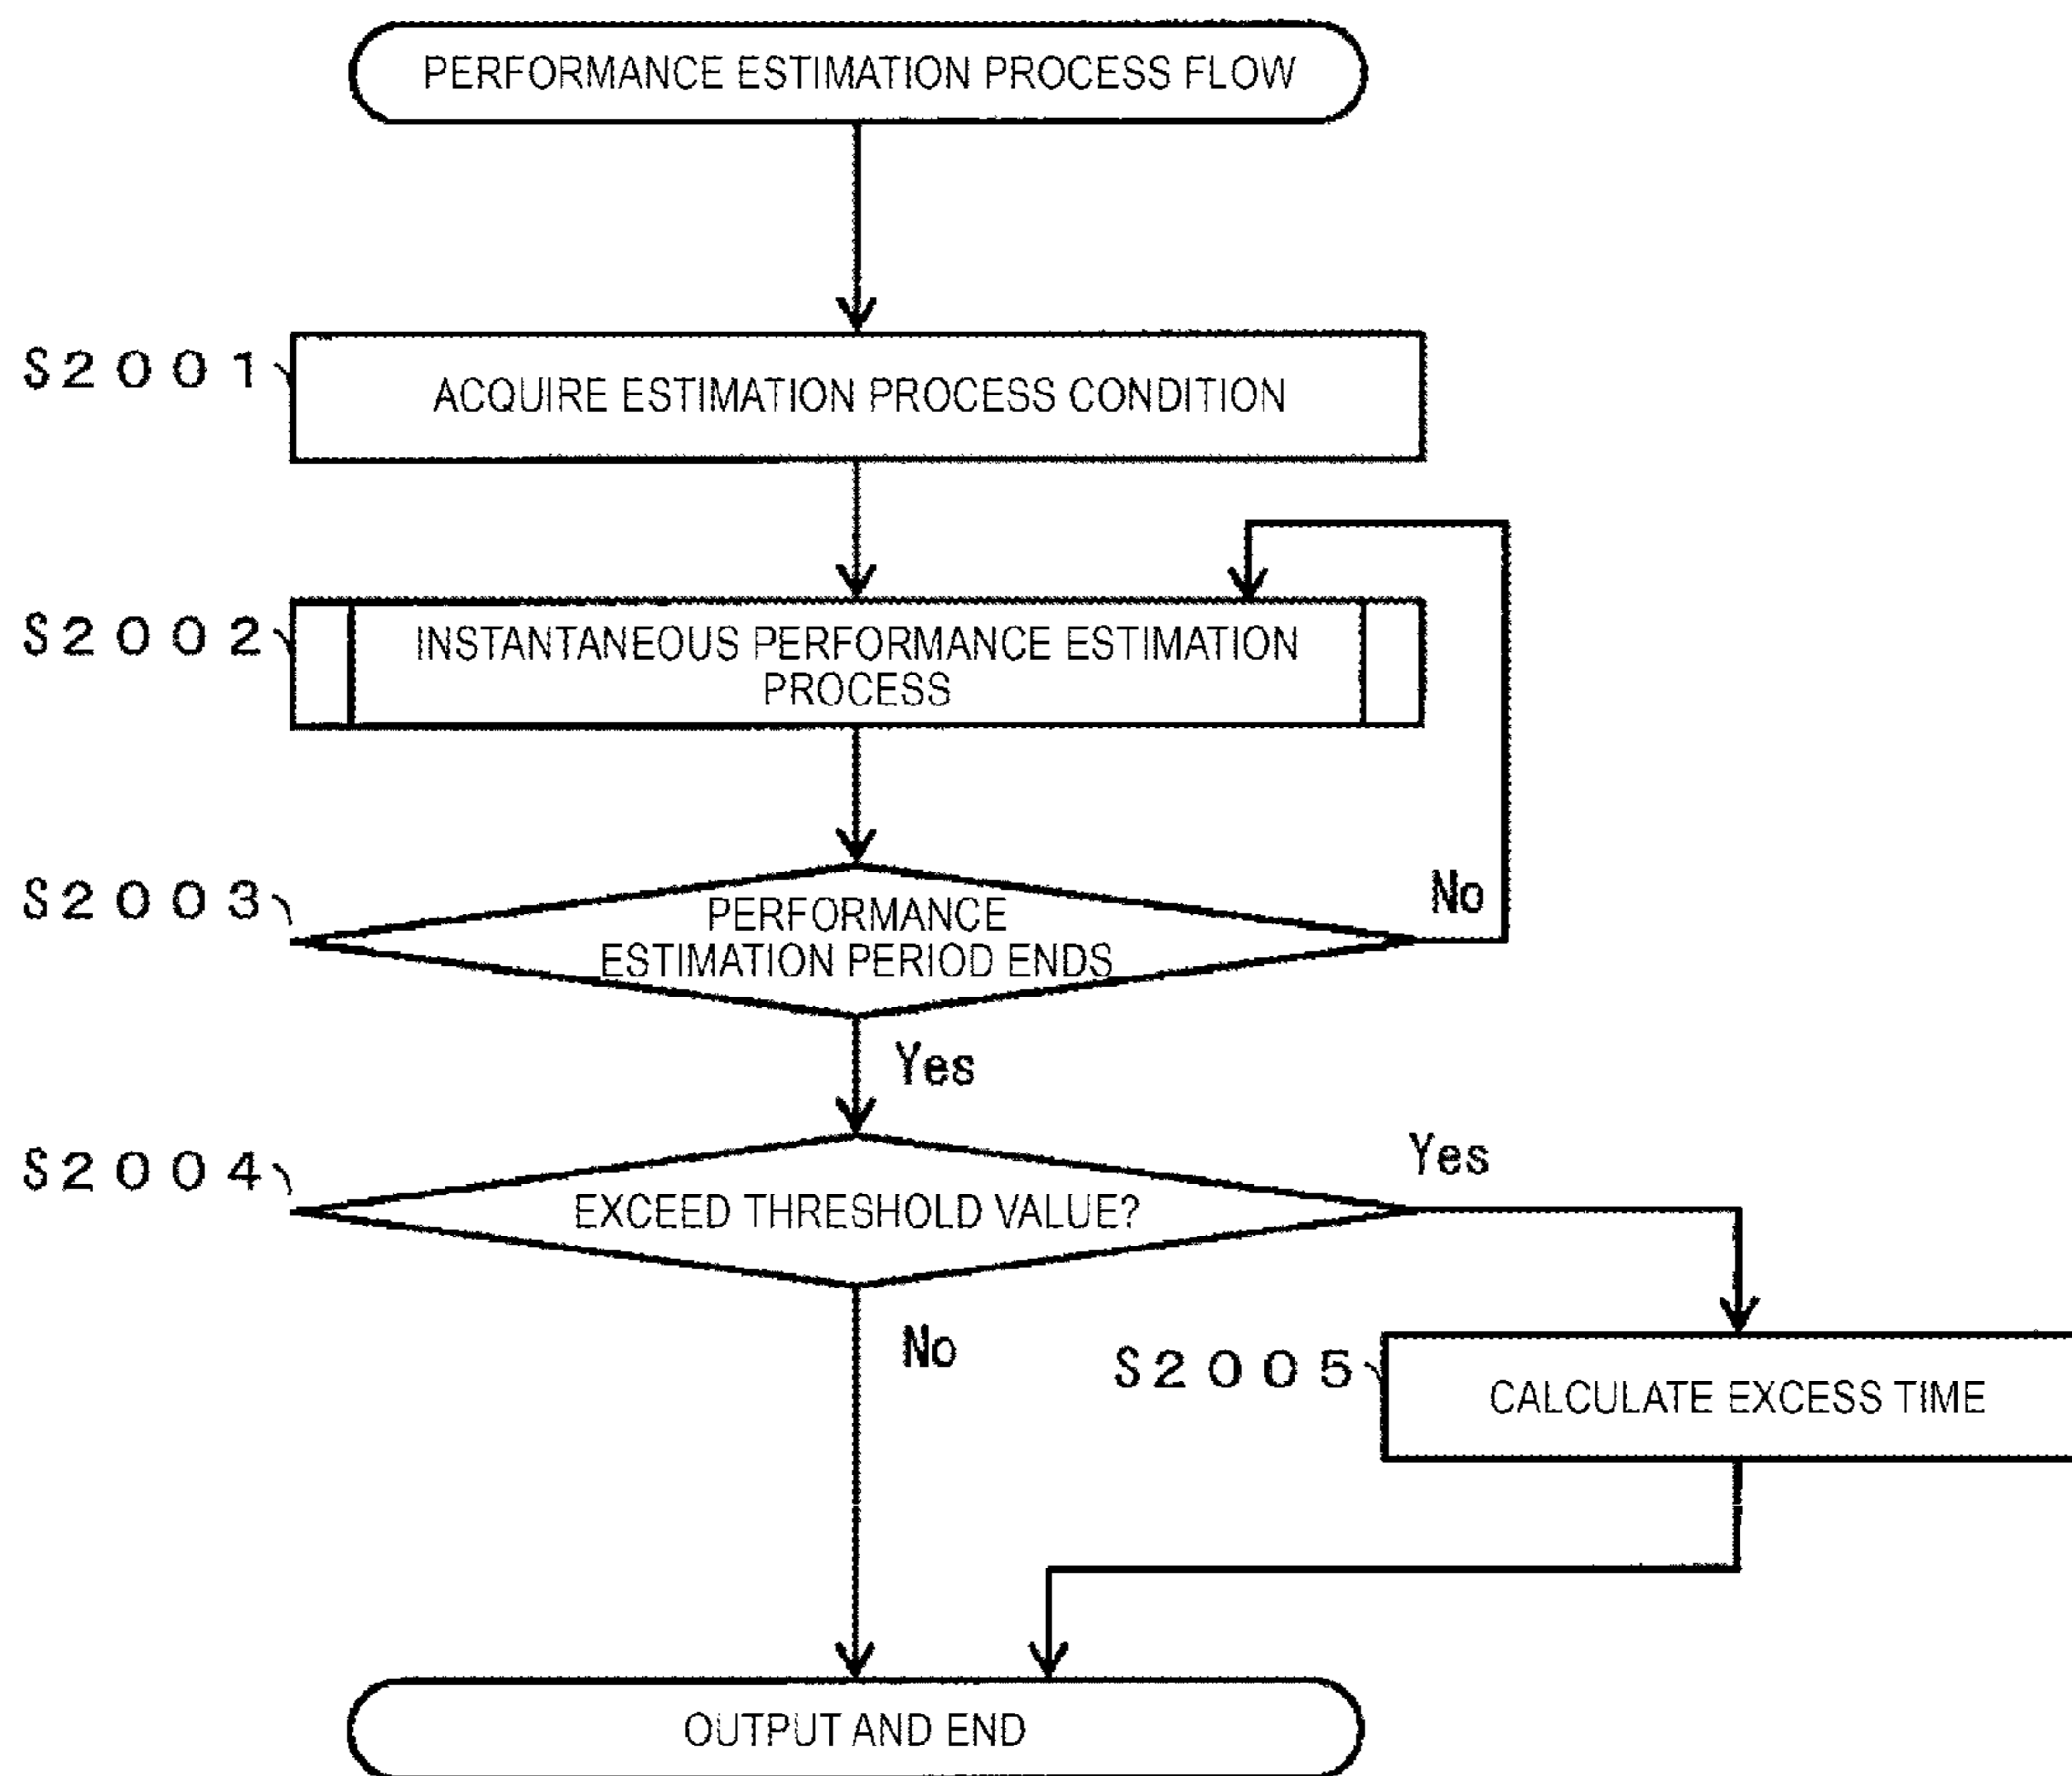 PERFORMANCE ESTIMATION PROCESS FLOW
S2001
ACQUIRE ESTIMATION PROCESS CONDITION
S2002
INSTANTANEOUS PERFORMANCE ESTIMATION
PROCESS
S2003
PERFORMANCE
ESTIMATION PERIOD ENDS
No
Yes
S2004
EXCEED THRESHOLD VALUE?
Yes
No
S2005
CALCULATE EXCESS TIME
OUTPUT AND END